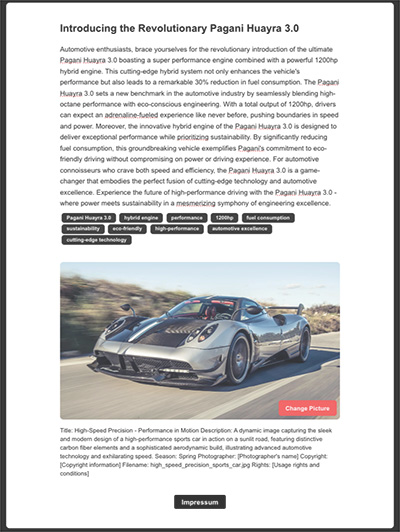 Introducing the Revolutionary Pagani Huayra 3.0
Automotive enthusiasts, brace yourselves for the revolutionary introduction of the ultimate
Pagani Huayra 3.0 boasting a super performance engine combined with a powerful 1200hp
hybrid engine. This cutting-edge hybrid system not only enhances the vehicle's
performance but also leads to a remarkable 30% reduction in fuel consumption. The Pagani
Huayra 3.0 sets a new benchmark in the automotive industry by seamlessly blending high-
octane performance with eco-conscious engineering. With a total output of 1200hp, drivers
can expect an adrenaline-fueled experience like never before, pushing boundaries in speed
and power. Moreover, the innovative hybrid engine of the Pagani Huayra 3.0 is designed to
deliver exceptional performance while prioritizing sustainability. By significantly reducing
fuel consumption, this groundbreaking vehicle exemplifies Pagani's commitment to eco-
friendly driving without compromising on power or driving experience. For automotive
connoisseurs who crave both speed and efficiency, the Pagani Huayra 3.0 is a game-
changer that embodies the perfect fusion of cutting-edge technology and automotive
excellence. Experience the future of high-performance driving with the Pagani Huayra 3.0 -
where power meets sustainability in a mesmerizing symphony of engineering excellence.
Pagani Huayra 3.0 hybrid engine performance 1200hp fuel consumption
sustainability eco-friendly high-performance automotive excellence
cutting-edge technology
Change Picture
Title: High-Speed Precision - Performance in Motion Description: A dynamic image capturing the sleek
and modern design of a high-performance sports car in action on a sunlit road, featuring distinctive
carbon fiber elements and a sophisticated aerodynamic build, illustrating advanced automotive
technology and exhilarating speed. Season: Spring Photographer: [Photographer's name] Copyright:
[Copyright information] Filename: high_speed_precision_sports_car.jpg Rights: [Usage rights and
conditions]
Impressum